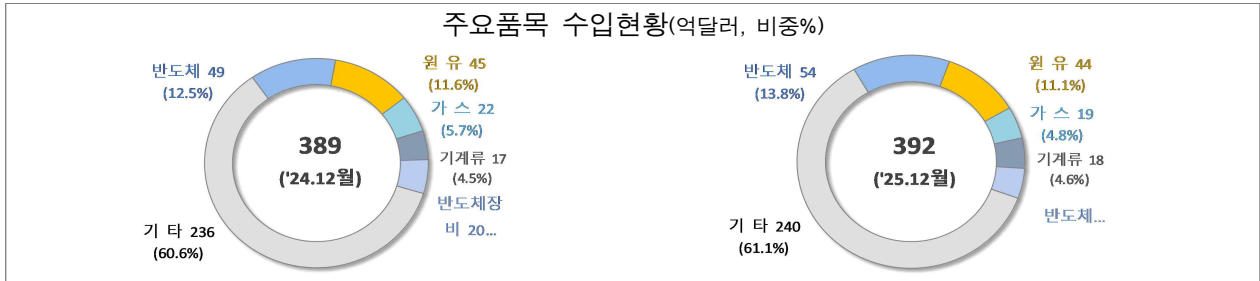 주요품목 수입현황(억달러, 비중%)
반도체 49
(12.5%)
원 유 45
(11.6%)
가 스 22
(5.7%)
기계류 17
(4.5%)
반도체장
비 20...
기 타 236
(60.6%)
389
('24.12월)
반도체 54
(13.8%)
원 유 44
(11.1%)
가 스 19
(4.8%)
기계류 18
(4.6%)
반도체...
기 타 240
(61.1%)
392
('25.12월)